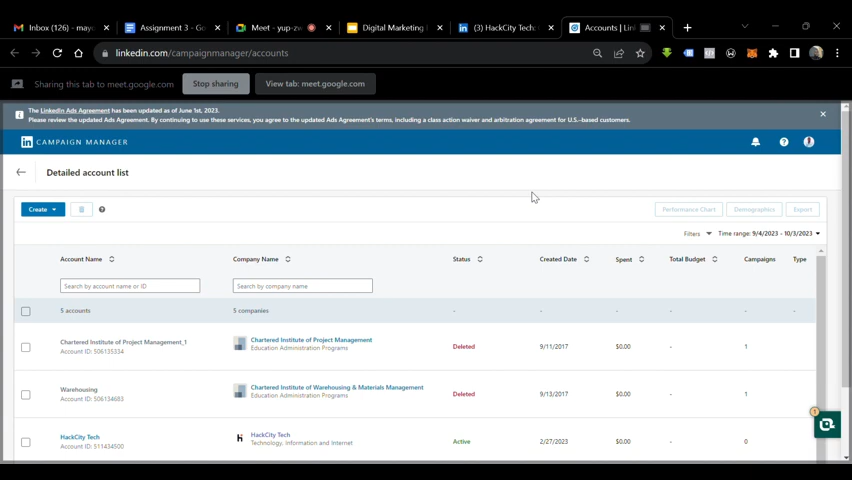 Inbox (126) - mayo
Assignment 3 - Go
Meet - yup-zw
Digital Marketing
(3) HackCity Tech:
Accounts | Lin
linkedin.com/campaignmanager/accounts
Sharing this tab to meet.google.com
Stop sharing
View tab: meet.google.com
The LinkedIn Ads Agreement has been updated as of June 1st, 2023.
Please review the updated Ads Agreement. By continuing to use these services, you agree to the updated Ads Agreement's terms, including a class action waiver and arbitration agreement for U.S.-based customers.
in CAMPAIGN MANAGER
Detailed account list
Create
Performance Chart Demographics Export
Filters Time range: 9/4/2023 - 10/3/2023
Account Name Company Name Status Created Date Spent Total Budget Campaigns Type
Search by account name or ID Search by company name
5 accounts 5 companies - - - - - -
Chartered Institute of Project Management_1
Account ID: 506135334
Chartered Institute of Project Management
Education Administration Programs
Deleted 9/11/2017 $0.00 - 1
Warehousing
Account ID: 506134683
Chartered Institute of Warehousing & Materials Management
Education Administration Programs
Deleted 9/13/2017 $0.00 - 1
HackCity Tech
Account ID: 511434500
HackCity Tech
Technology, Information and Internet
Active 2/27/2023 $0.00 - 0
1